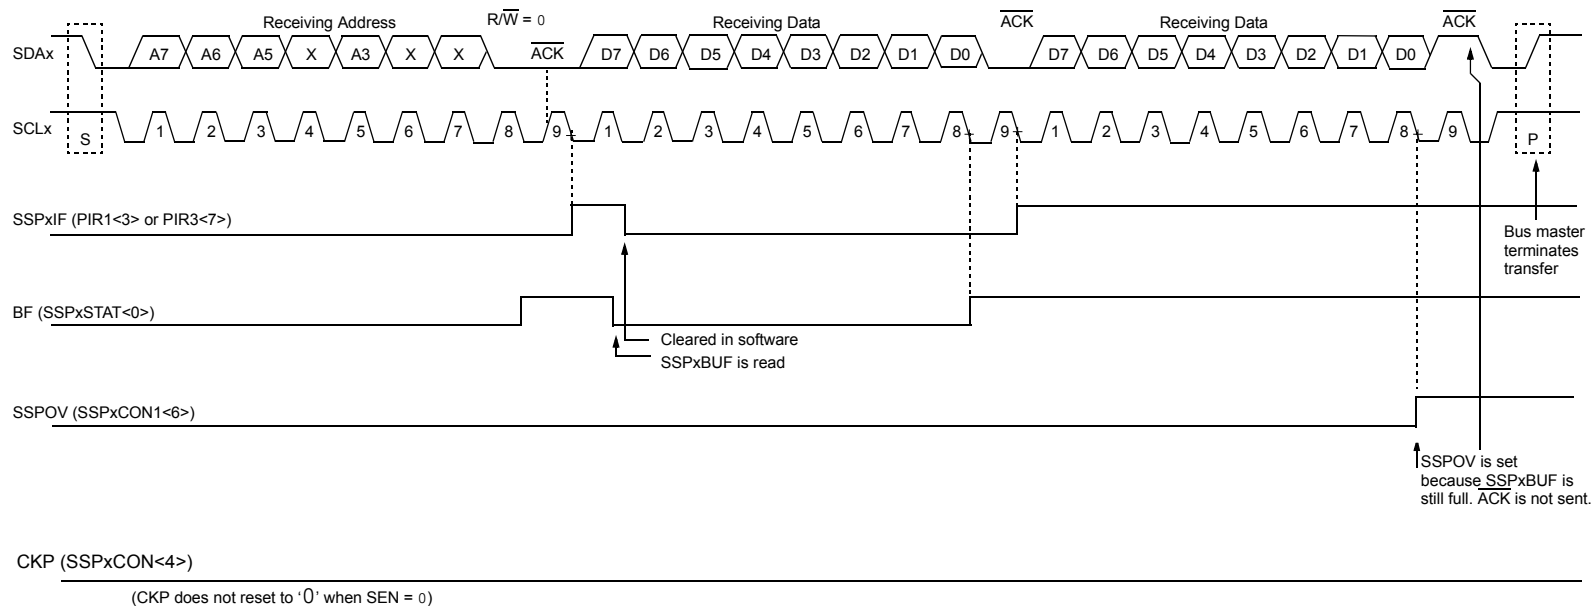 Receiving Address R/W = 0 Receiving Data ACK Receiving Data ACK
SDAx A7 A6 A5 X A3 X X ACK D7 D6 D5 D4 D3 D2 D1 D0 D7 D6 D5 D4 D3 D2 D1 D0
SCLx S 1 2 3 4 5 6 7 8 9 1 2 3 4 5 6 7 8 9 1 2 3 4 5 6 7 8 9 P
SSPxIF (PIR1<3> or PIR3<7>)
Bus master
terminates
transfer
BF (SSPxSTAT<0>)
Cleared in software
SSPxBUF is read
SSPOV (SSPxCON1<6>)
SSPOV is set
because SSPxBUF is
still full. ACK is not sent.
CKP (SSPxCON<4>)
(CKP does not reset to ‘0’ when SEN = 0)